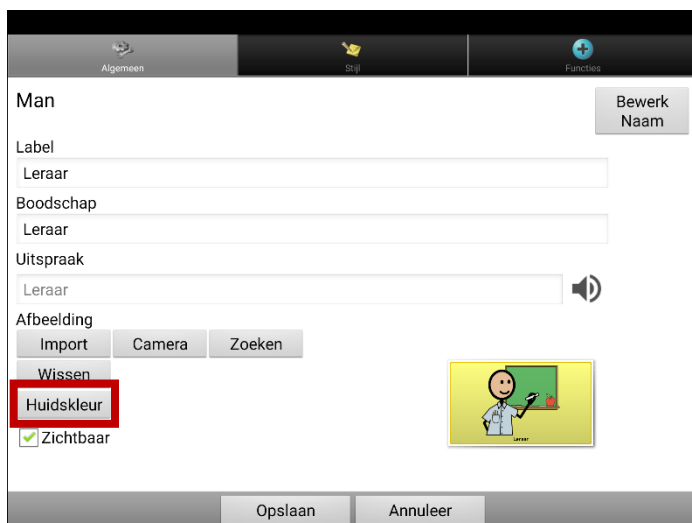 Algemeen
Stijl
Functies
Man
Bewerk
Naam
Label
Leraar
Boodschap
Leraar
Uitspraak
Leraar
Afbeelding
Import
Camera
Zoeken
Wissen
Huidskleur
Zichtbaar
Leraar
Opslaan
Annuleer